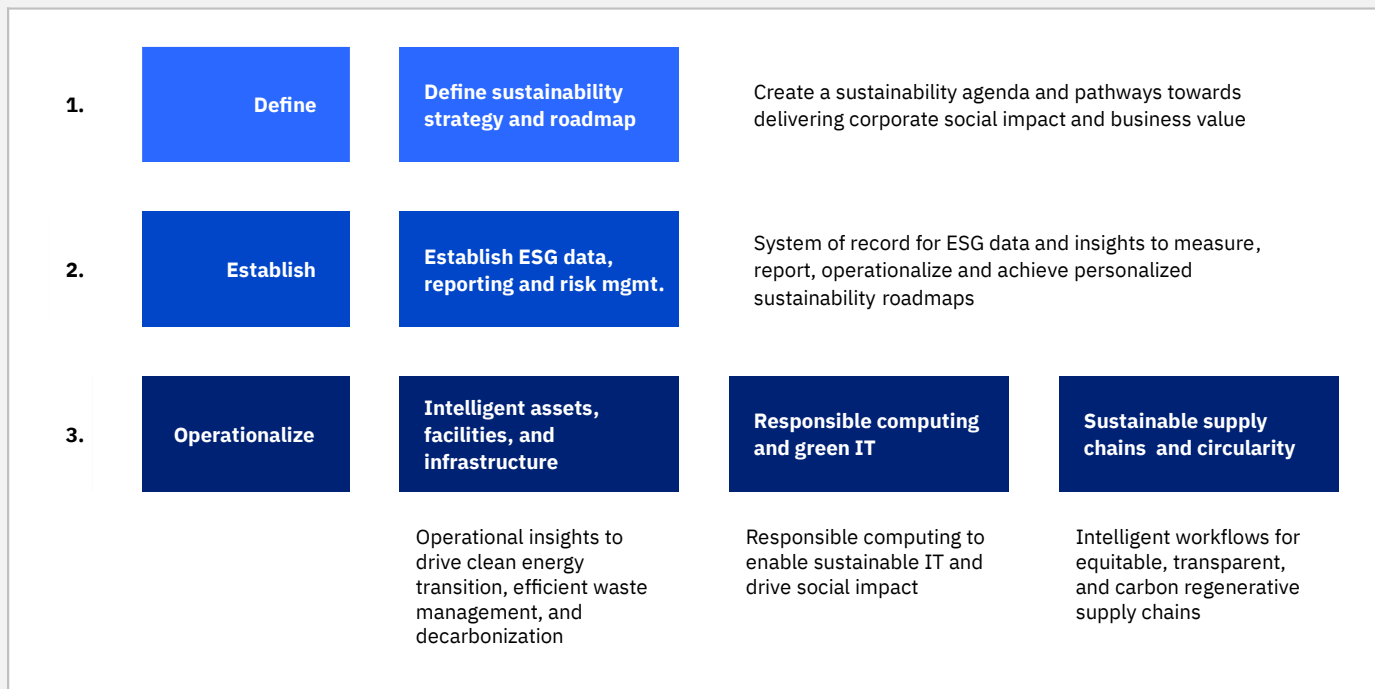 1.
Define
Define sustainability
strategy and roadmap
Create a sustainability agenda and pathways towards
delivering corporate social impact and business value
2.
Establish
Establish ESG data,
reporting and risk mgmt.
System of record for ESG data and insights to measure,
report, operationalize and achieve personalized
sustainability roadmaps
3.
Operationalize
Intelligent assets,
facilities, and
infrastructure
Operational insights to
drive clean energy
transition, efficient waste
management, and
decarbonization
Responsible computing
and green IT
Responsible computing to
enable sustainable IT and
drive social impact
Sustainable supply
chains  and circularity
Intelligent workflows for
equitable, transparent,
and carbon regenerative
supply chains